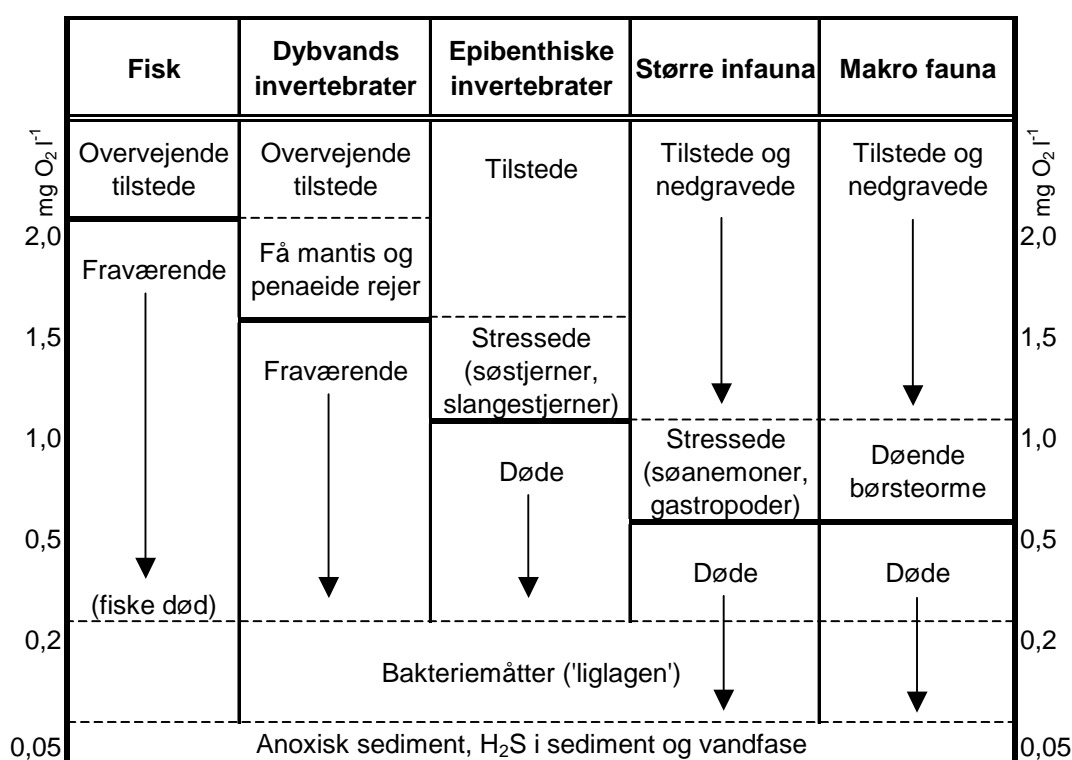 Fisk
Dybvands
invertebrater
Epibenthiske
invertebrater
Større infauna
Makro fauna
mg O₂ l⁻¹
mg O₂ l⁻¹
Overvejende
tilstede
Overvejende
tilstede
Tilstede
Tilstede og
nedgravede
Tilstede og
nedgravede
2,0
2,0
Fraværende
Få mantis og
penaeide rejer
1,5
1,5
Fraværende
Stressede
(søstjerner,
slangestjerner)
1,0
1,0
Døde
Stressede
(søanemoner,
gastropoder)
Døende
børsteorme
0,5
0,5
(fiske død)
Døde
Døde
0,2
0,2
Bakteriemåtter ('liglagen')
0,05
Anoxisk sediment, H₂S i sediment og vandfase
0,05